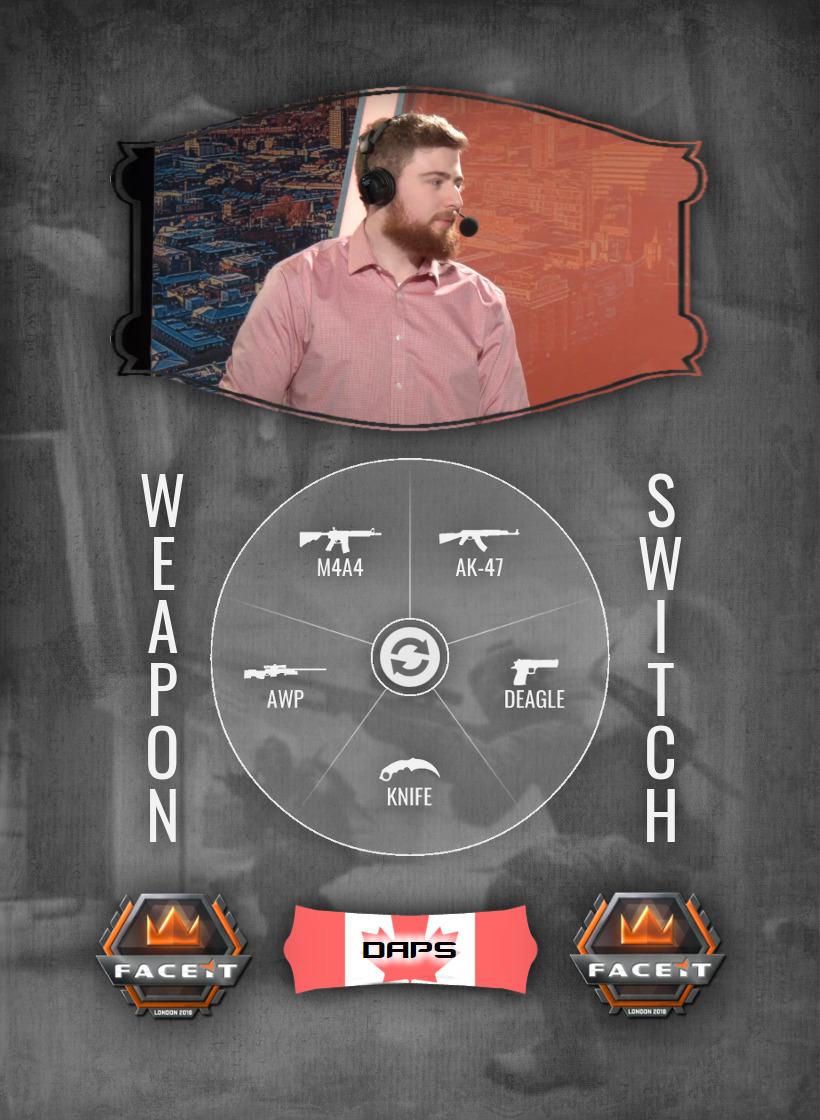 WEAPON
SWITCH
M4A4
AK-47
AWP
DEAGLE
KNIFE
FACEIT
LONDON 2018
DAPS
FACEIT
LONDON 2018